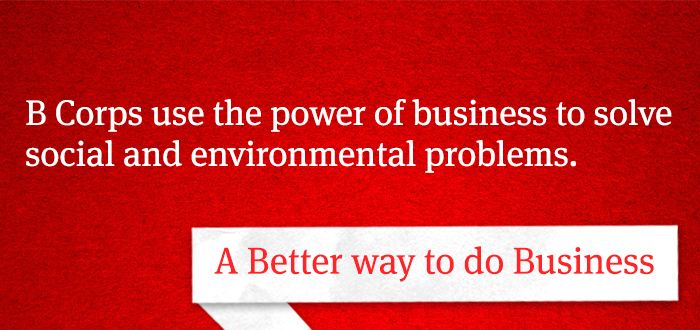 B Corps use the power of business to solve
social and environmental problems.
A Better way to do Business